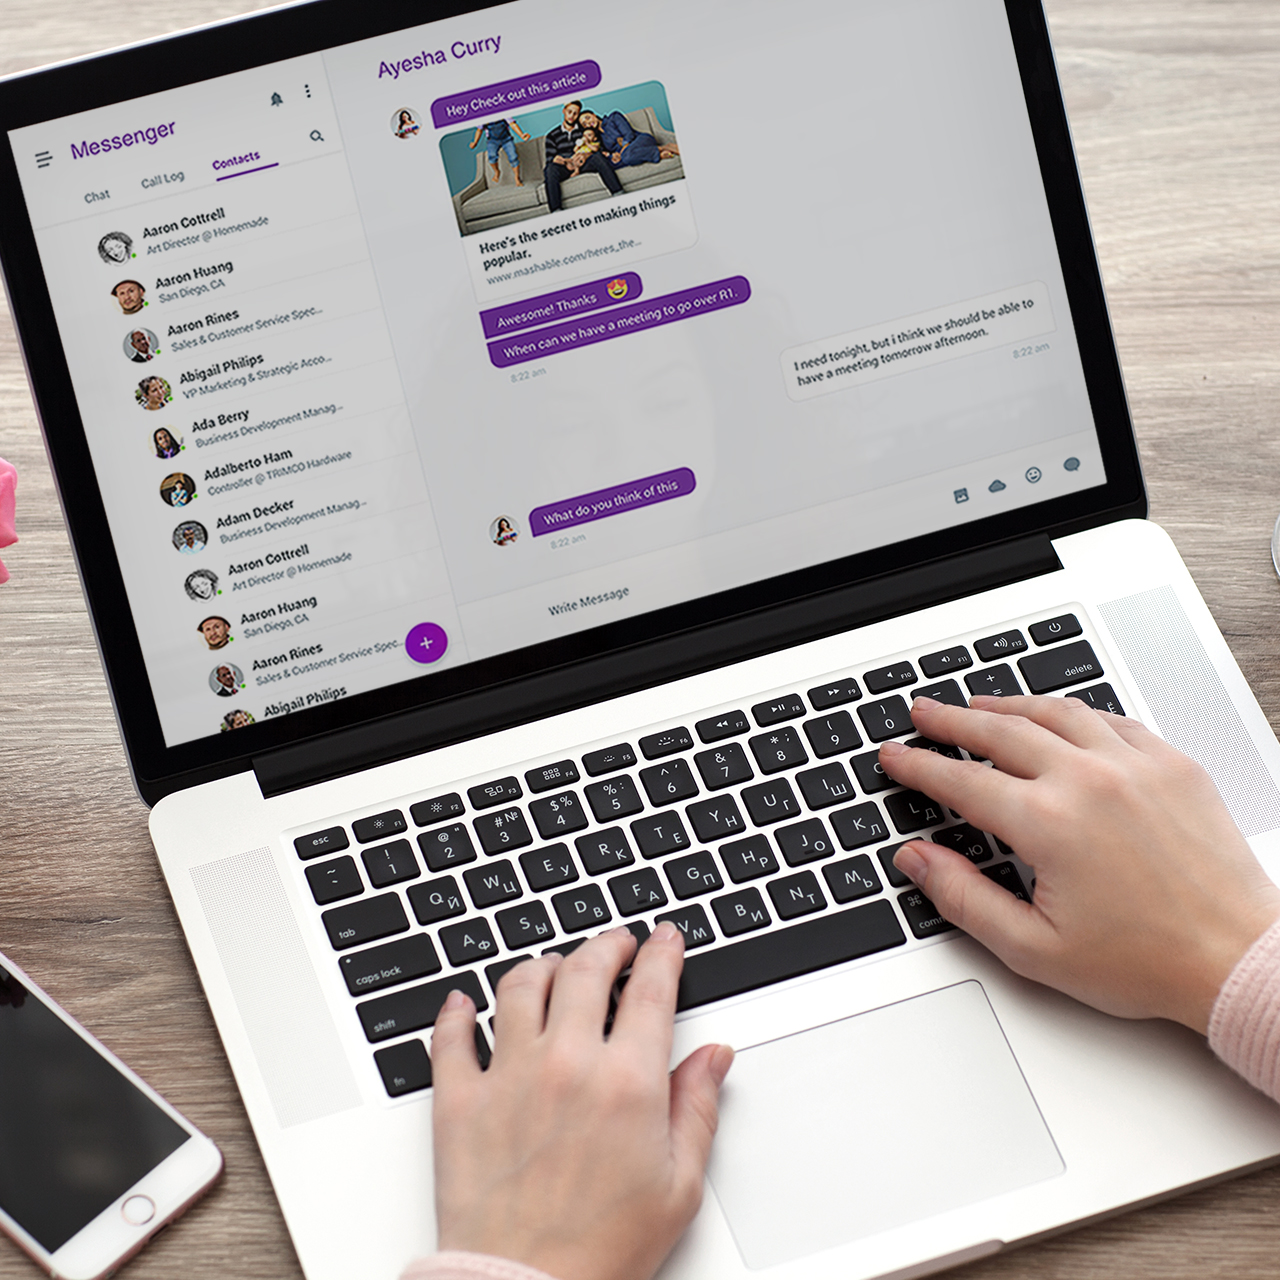 Messenger
Chat
Call Log
Contacts
Aaron Cottrell
Art Director @ Homemade
Aaron Huang
San Diego, CA
Aaron Rines
Sales & Customer Service Spec...
Abigail Philips
VP Marketing & Strategic Acco...
Ada Berry
Business Development Manag...
Adalberto Ham
Controller @ TRIMCO Hardware
Adam Decker
Business Development Manag...
Aaron Cottrell
Art Director @ Homemade
Aaron Huang
San Diego, CA
Aaron Rines
Sales & Customer Service Spec...
Abigail Philips
+
Ayesha Curry
Hey Check out this article
Here's the secret to making things
popular.
www.mashable.com/heres_the...
Awesome! Thanks
When can we have a meeting to go over R1.
8:22 am
I need tonight, but i think we should be able to
have a meeting tomorrow afternoon.
8:22 am
What do you think of this
8:22 am
Write Message
esc F1 F2 F3 F4 F5 F6 F7 F8 F9 F10 F11 F12
~ ! 1 @ " 2 # № 3 $ % 4 % : 5 ^ , 6 & . 7 * ; 8 ( 9 ) 0 – + = delete
tab Q Й W Ц E У R К T Е Y Н U Г I Ш Ё
caps lock A Ф S Ы D В F А G П H Р J О K Л L Д
shift V М B И N Т M Ь > Ю
fn ⌘